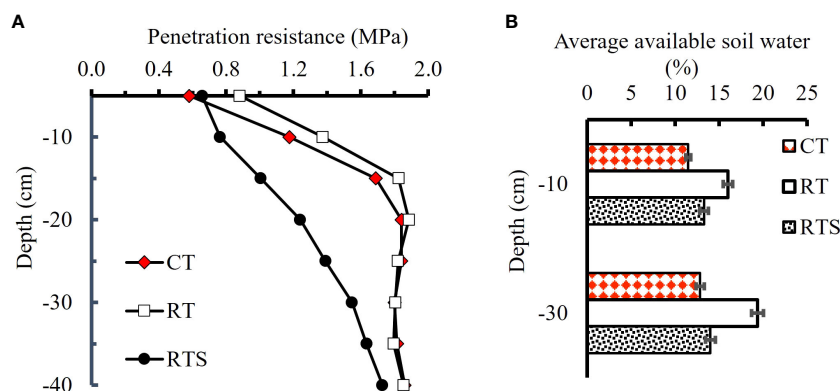 A
Penetration resistance (MPa)
0.0 0.4 0.8 1.2 1.6 2.0
Depth (cm)
-10
-20
-30
-40
CT
RT
RTS
B
Average available soil water
(%)
0 5 10 15 20 25
Depth (cm)
-10
-30
CT
RT
RTS